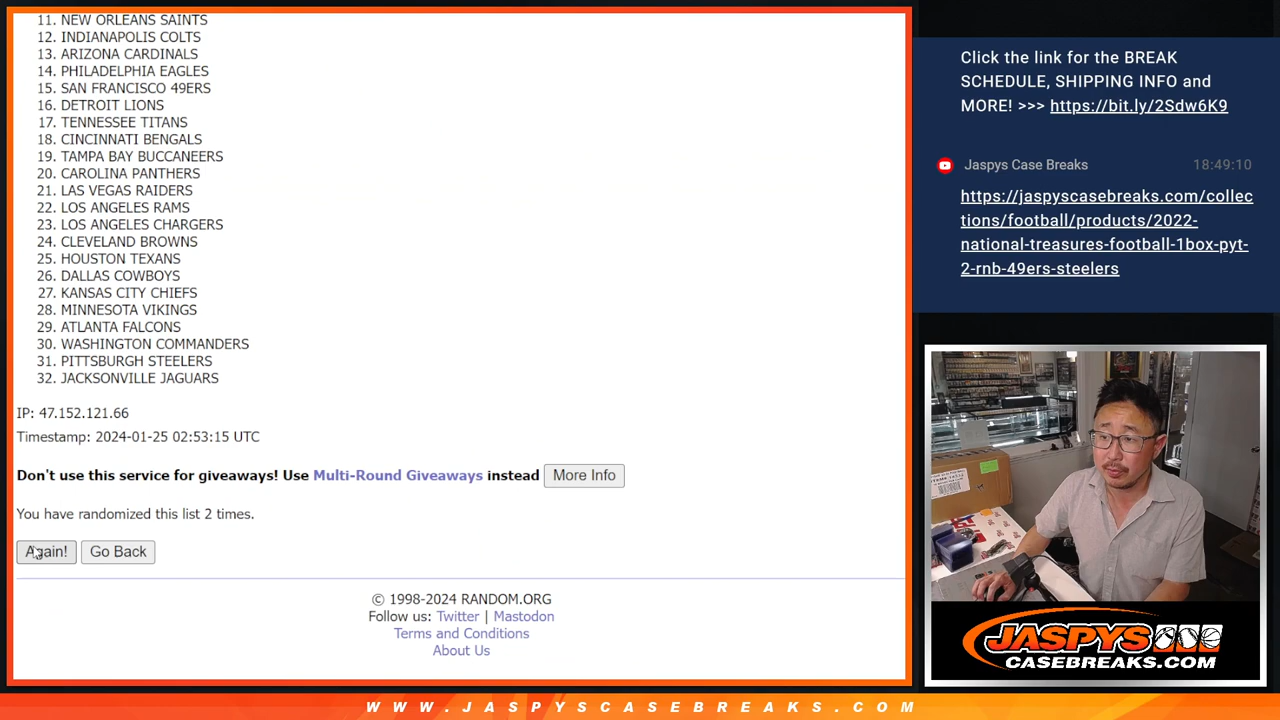 11. NEW ORLEANS SAINTS
12. INDIANAPOLIS COLTS
13. ARIZONA CARDINALS
14. PHILADELPHIA EAGLES
15. SAN FRANCISCO 49ERS
16. DETROIT LIONS
17. TENNESSEE TITANS
18. CINCINNATI BENGALS
19. TAMPA BAY BUCCANEERS
20. CAROLINA PANTHERS
21. LAS VEGAS RAIDERS
22. LOS ANGELES RAMS
23. LOS ANGELES CHARGERS
24. CLEVELAND BROWNS
25. HOUSTON TEXANS
26. DALLAS COWBOYS
27. KANSAS CITY CHIEFS
28. MINNESOTA VIKINGS
29. ATLANTA FALCONS
30. WASHINGTON COMMANDERS
31. PITTSBURGH STEELERS
32. JACKSONVILLE JAGUARS
IP: 47.152.121.66
Timestamp: 2024-01-25 02:53:15 UTC
Don't use this service for giveaways! Use Multi-Round Giveaways instead More Info
You have randomized this list 2 times.
Again! Go Back
© 1998-2024 RANDOM.ORG
Follow us: Twitter | Mastodon
Terms and Conditions
About Us
Click the link for the BREAK
SCHEDULE, SHIPPING INFO and
MORE! >>> https://bit.ly/2Sdw6K9
Jaspys Case Breaks 18:49:10
https://jaspyscasebreaks.com/collec
tions/football/products/2022-
national-treasures-football-1box-pyt-
2-rnb-49ers-steelers
JASPYS
CASEBREAKS.COM
WWW.JASPYSCASEBREAKS.COM